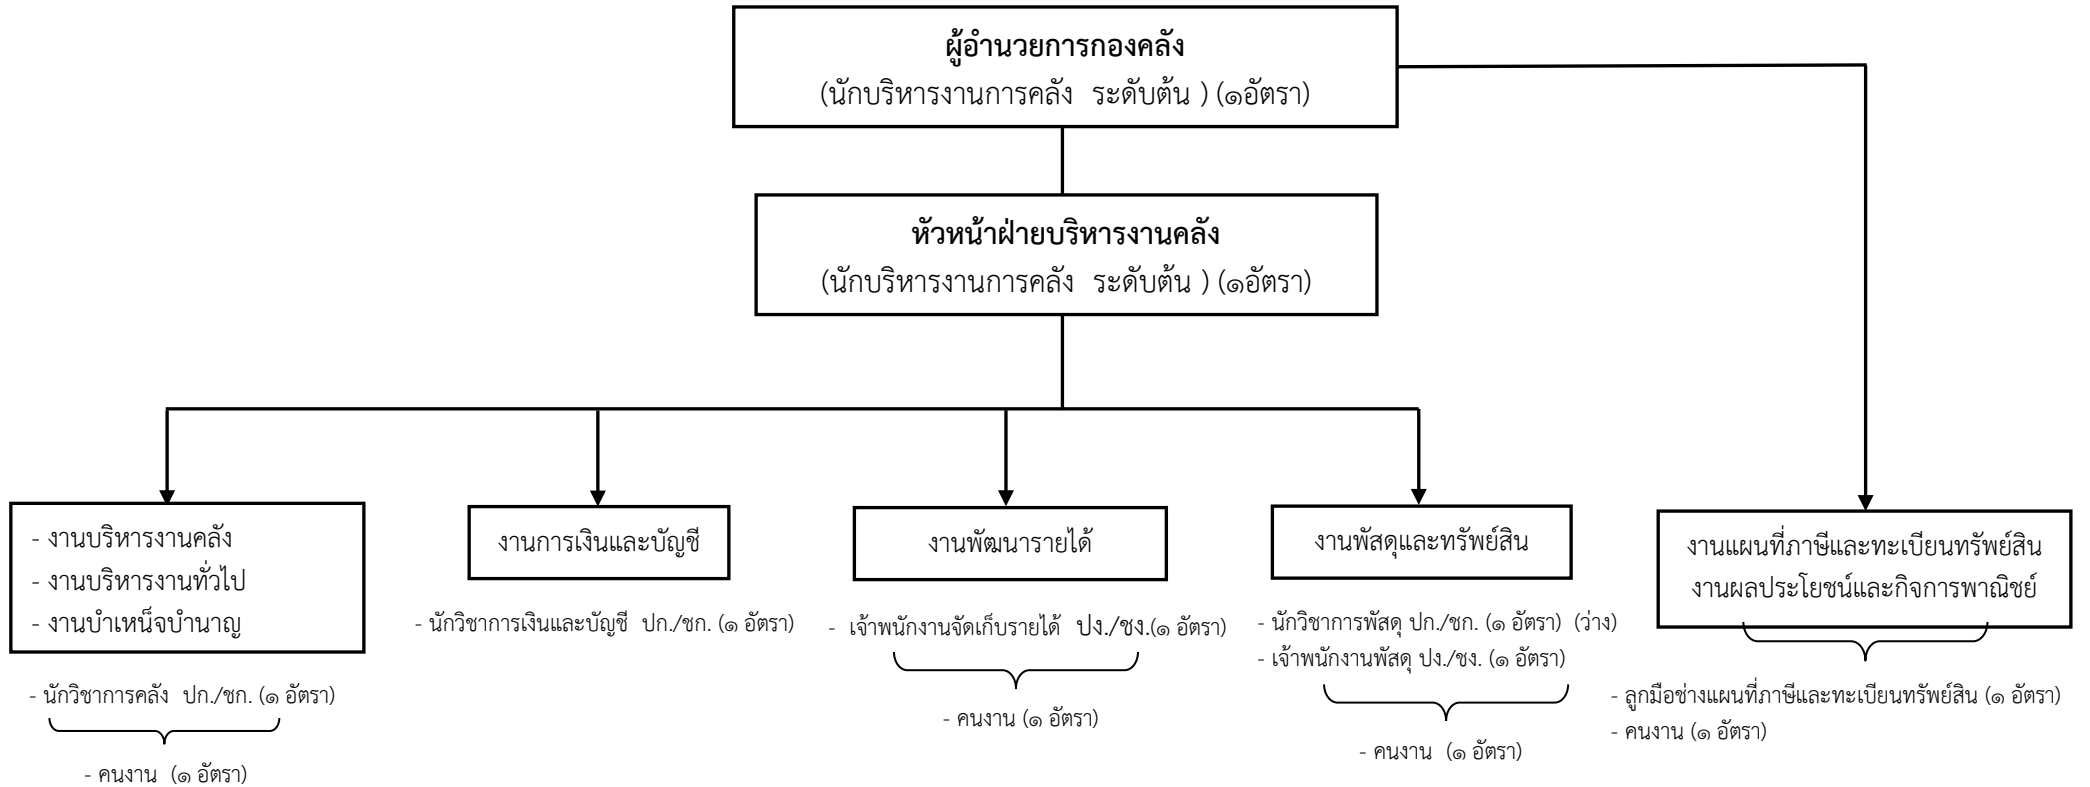 ผู้อำนวยการกองคลัง
(นักบริหารงานการคลัง ระดับต้น ) (๑อัตรา)
หัวหน้าฝ่ายบริหารงานคลัง
(นักบริหารงานการคลัง ระดับต้น ) (๑อัตรา)
- งานบริหารงานคลัง
- งานบริหารงานทั่วไป
- งานบำเหน็จบำนาญ
- นักวิชาการคลัง ปก./ชก. (๑ อัตรา)
- คนงาน (๑ อัตรา)
งานการเงินและบัญชี
- นักวิชาการเงินและบัญชี ปก./ชก. (๑ อัตรา)
งานพัฒนารายได้
- เจ้าพนักงานจัดเก็บรายได้ ปง./ชง.(๑ อัตรา)
- คนงาน (๑ อัตรา)
งานพัสดุและทรัพย์สิน
- นักวิชาการพัสดุ ปก./ชก. (๑ อัตรา) (ว่าง)
- เจ้าพนักงานพัสดุ ปง./ชง. (๑ อัตรา)
- คนงาน (๑ อัตรา)
งานแผนที่ภาษีและทะเบียนทรัพย์สิน
งานผลประโยชน์และกิจการพาณิชย์
- ลูกมือช่างแผนที่ภาษีและทะเบียนทรัพย์สิน (๑ อัตรา)
- คนงาน (๑ อัตรา)